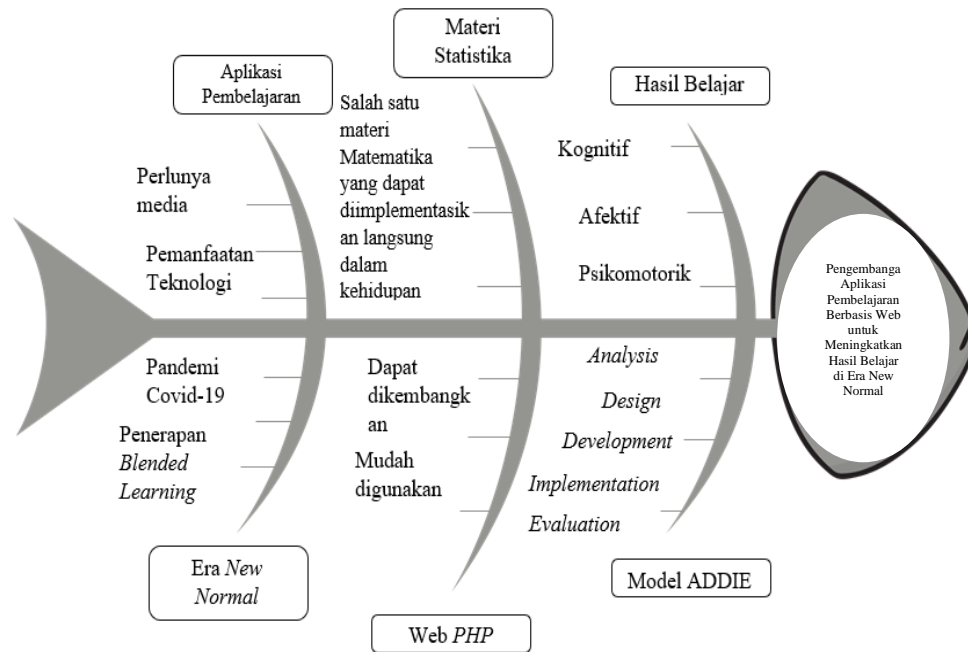 Materi
Statistika
Aplikasi
Pembelajaran
Hasil Belajar
Perlunya
media
Pemanfaatan
Teknologi
Salah satu
materi
Matematika
yang dapat
diimplementasik
an langsung
dalam
kehidupan
Kognitif
Afektif
Psikomotorik
Pengembanga
Aplikasi
Pembelajaran
Berbasis Web
untuk
Meningkatkan
Hasil Belajar
di Era New
Normal
Pandemi
Covid-19
Penerapan
Blended
Learning
Dapat
dikembangk
an
Mudah
digunakan
Analysis
Design
Development
Implementation
Evaluation
Era New
Normal
Web PHP
Model ADDIE